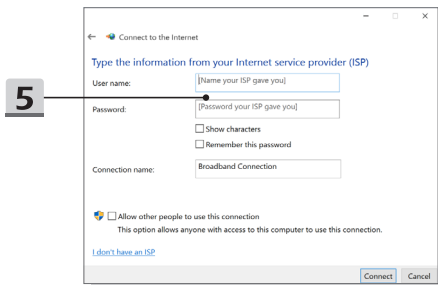 Connect to the Internet
Type the information from your Internet service provider (ISP)
User name:
[Name your ISP gave you]
5
Password:
[Password your ISP gave you]
Show characters
Remember this password
Connection name:
Broadband Connection
Allow other people to use this connection
This option allows anyone with access to this computer to use this connection.
I don't have an ISP
Connect
Cancel